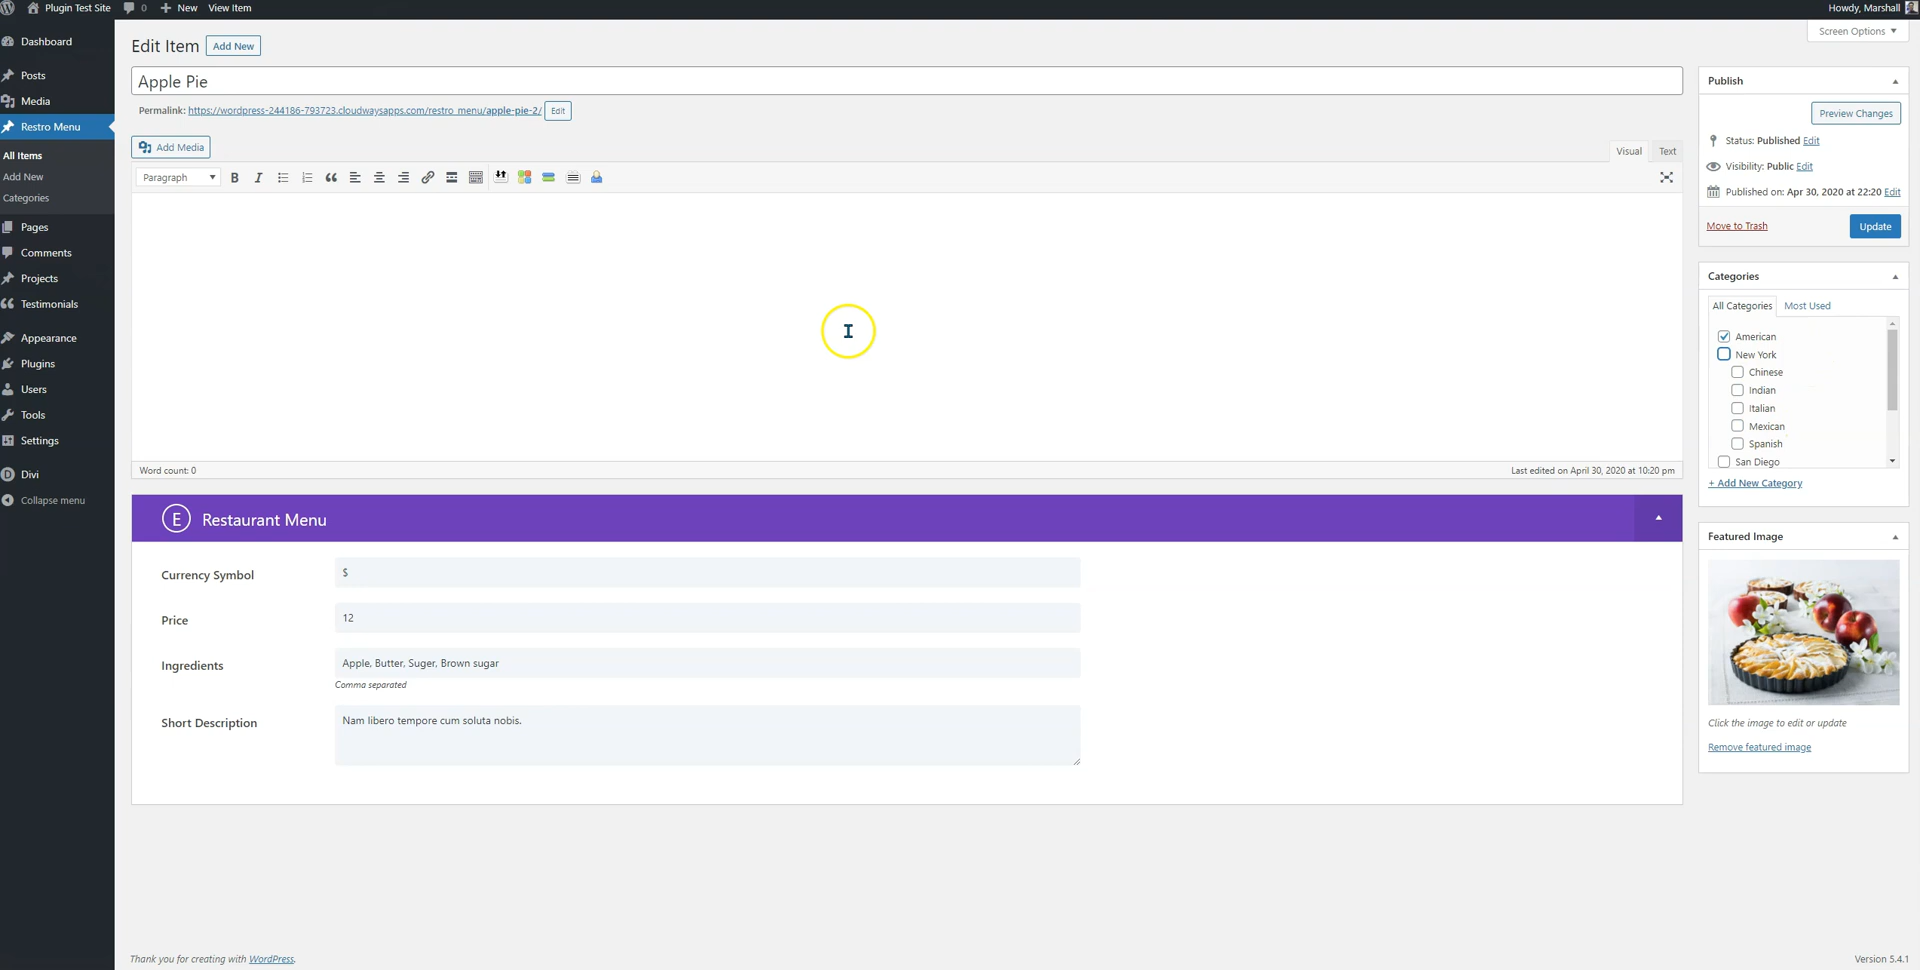 Plugin Test Site 0 New View Item Howdy, Marshall
Screen Options
Dashboard
Posts
Media
Restro Menu
All Items
Add New
Categories
Pages
Comments
Projects
Testimonials
Appearance
Plugins
Users
Tools
Settings
Divi
Collapse menu
Edit Item Add New
Apple Pie
Permalink: https://wordpress-244186-793723.cloudwaysapps.com/restro_menu/apple-pie-2/ Edit
Add Media
Visual Text
Paragraph B I
Word count: 0 Last edited on April 30, 2020 at 10:20 pm
E Restaurant Menu
Currency Symbol $
Price 12
Ingredients Apple, Butter, Suger, Brown sugar
Comma separated
Short Description Nam libero tempore cum soluta nobis.
Publish
Preview Changes
Status: Published Edit
Visibility: Public Edit
Published on: Apr 30, 2020 at 22:20 Edit
Move to Trash Update
Categories
All Categories Most Used
American
New York
Chinese
Indian
Italian
Mexican
Spanish
San Diego
+ Add New Category
Featured Image
Click the image to edit or update
Remove featured image
Thank you for creating with WordPress. Version 5.4.1